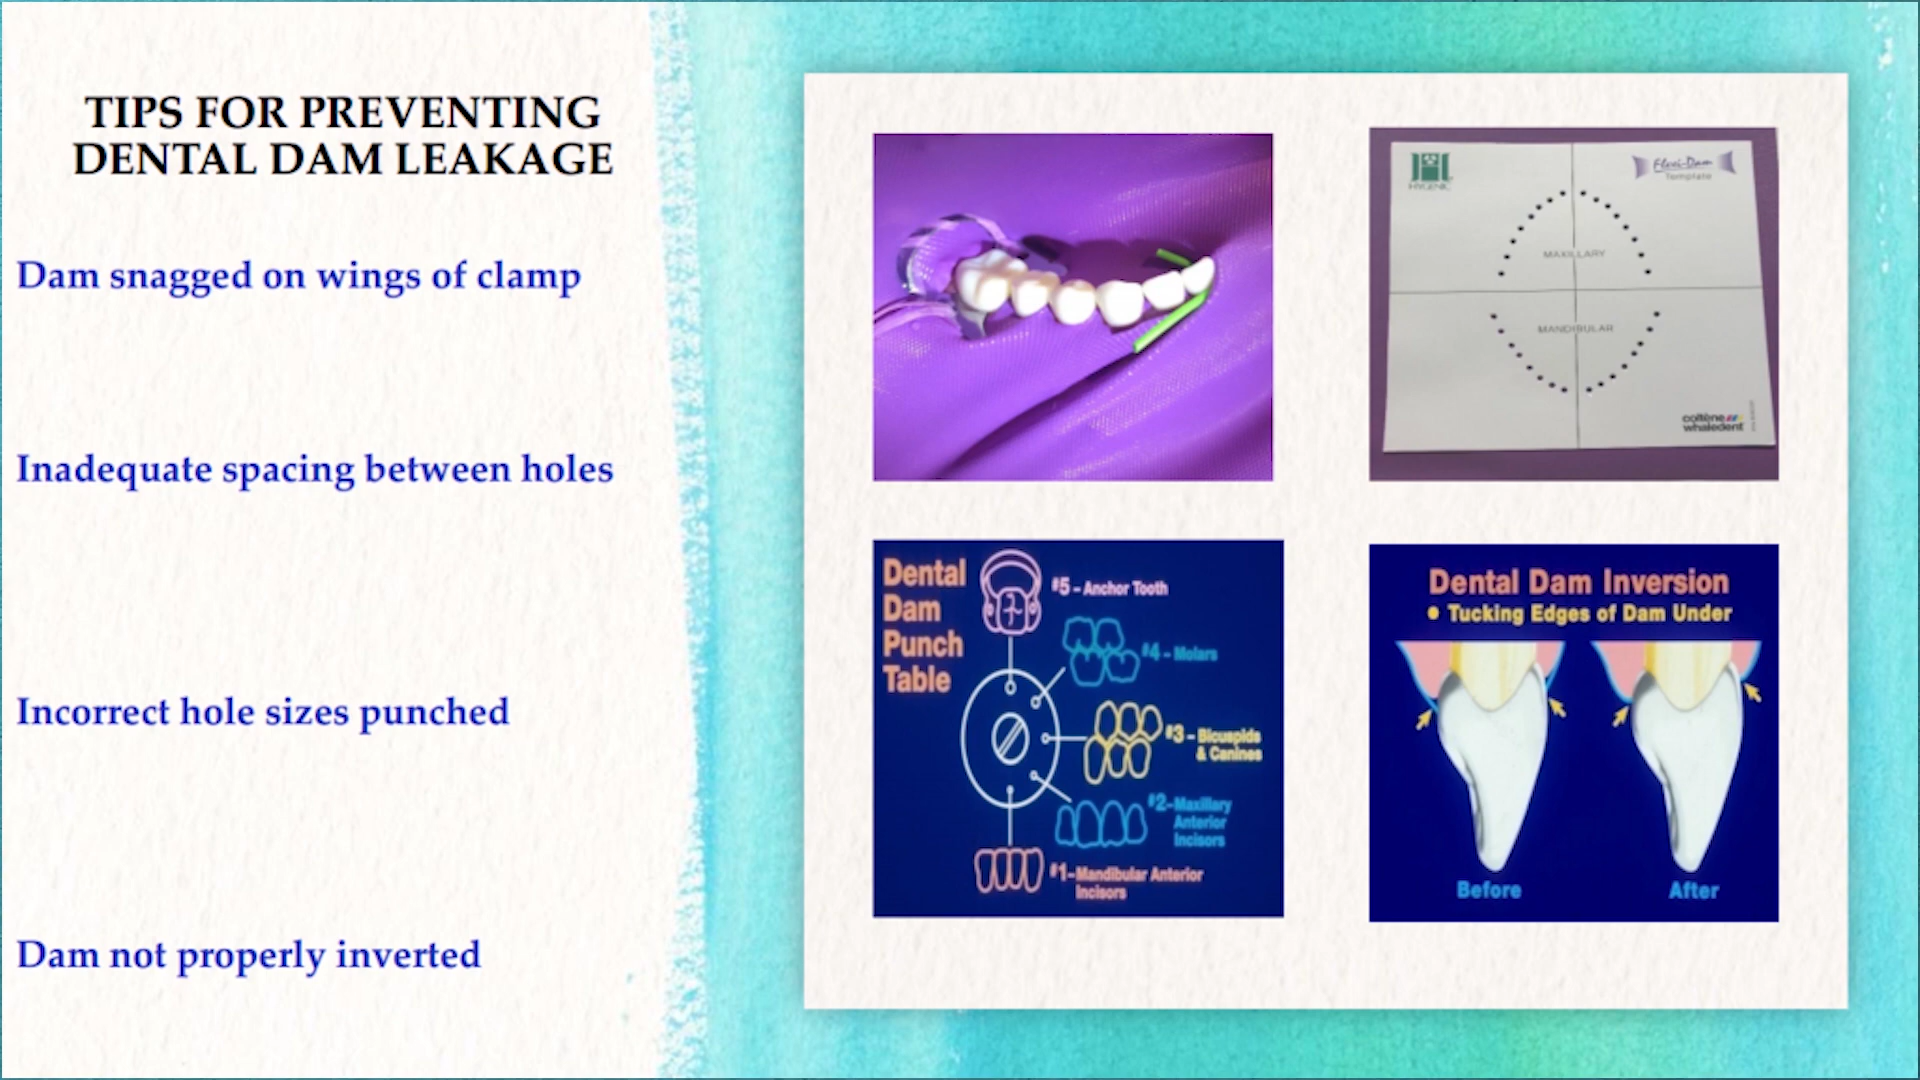 TIPS FOR PREVENTING
DENTAL DAM LEAKAGE
Dam snagged on wings of clamp
Inadequate spacing between holes
Incorrect hole sizes punched
Dam not properly inverted
HYGENIC
Flexi-Dam
Template
MAXILLARY
MANDIBULAR
coltène
whaledent
Dental
Dam
Punch
Table
#5 - Anchor Tooth
#4 - Molars
#3 - Bicuspids
& Canines
#2-Maxillary
Anterior
Incisors
#1-Mandibular Anterior
Incisors
Dental Dam Inversion
• Tucking Edges of Dam Under
Before
After